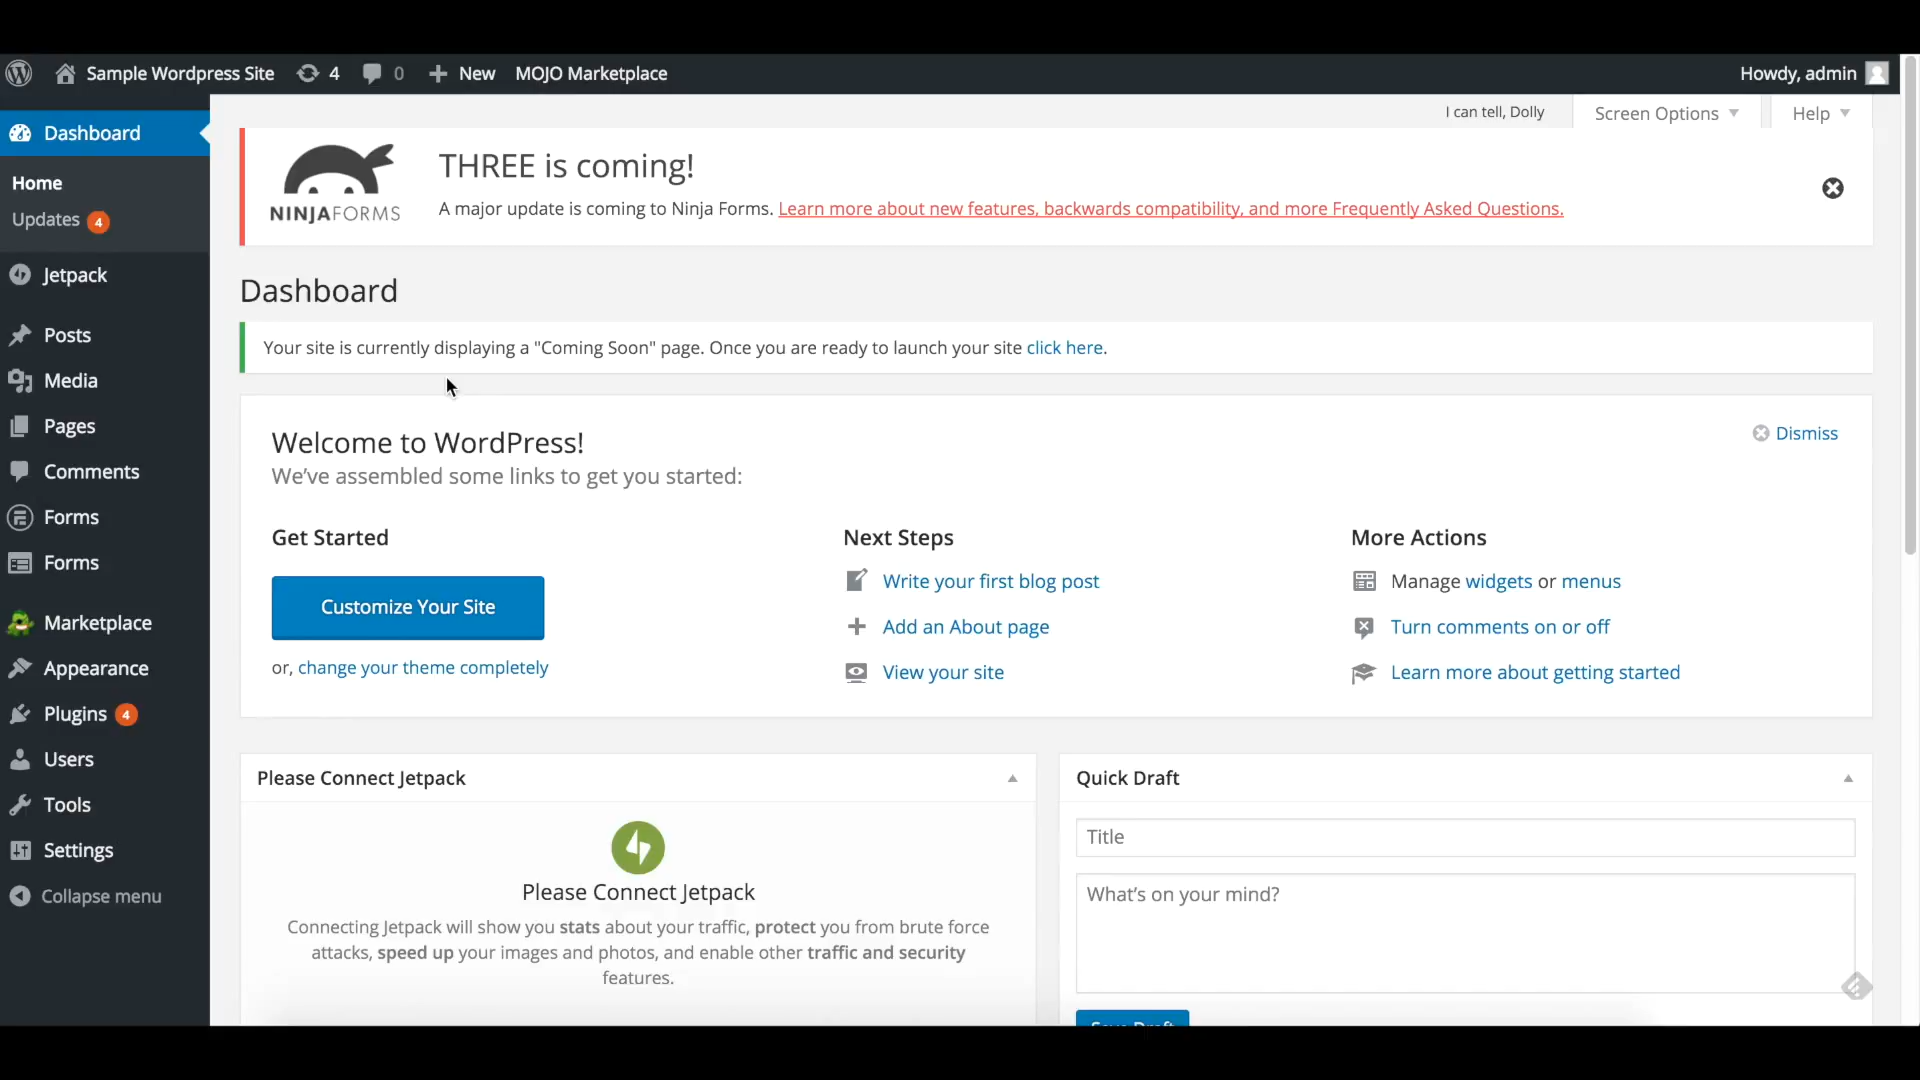 Sample Wordpress Site 4 0 New MOJO Marketplace Howdy, admin
I can tell, Dolly Screen Options Help
Dashboard
Home
Updates 4
Jetpack
Posts
Media
Pages
Comments
Forms
Forms
Marketplace
Appearance
Plugins 4
Users
Tools
Settings
Collapse menu
NINJAFORMS
THREE is coming!
A major update is coming to Ninja Forms. Learn more about new features, backwards compatibility, and more Frequently Asked Questions.
Dashboard
Your site is currently displaying a "Coming Soon" page. Once you are ready to launch your site click here.
Welcome to WordPress!
We've assembled some links to get you started:
Dismiss
Get Started
Customize Your Site
or, change your theme completely
Next Steps
Write your first blog post
Add an About page
View your site
More Actions
Manage widgets or menus
Turn comments on or off
Learn more about getting started
Please Connect Jetpack
Please Connect Jetpack
Connecting Jetpack will show you stats about your traffic, protect you from brute force
attacks, speed up your images and photos, and enable other traffic and security
features.
Quick Draft
Title
What's on your mind?
Save Draft